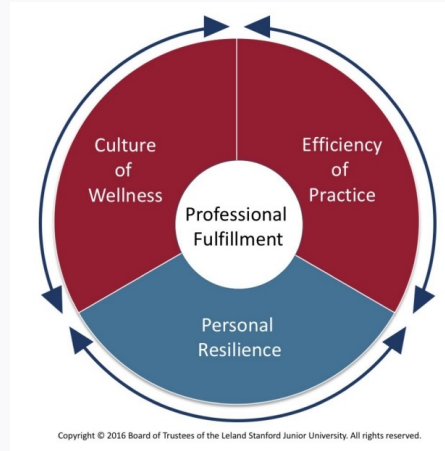 Culture
of
Wellness
Efficiency
of
Practice
Professional
Fulfillment
Personal
Resilience
Copyright © 2016 Board of Trustees of the Leland Stanford Junior University. All rights reserved.